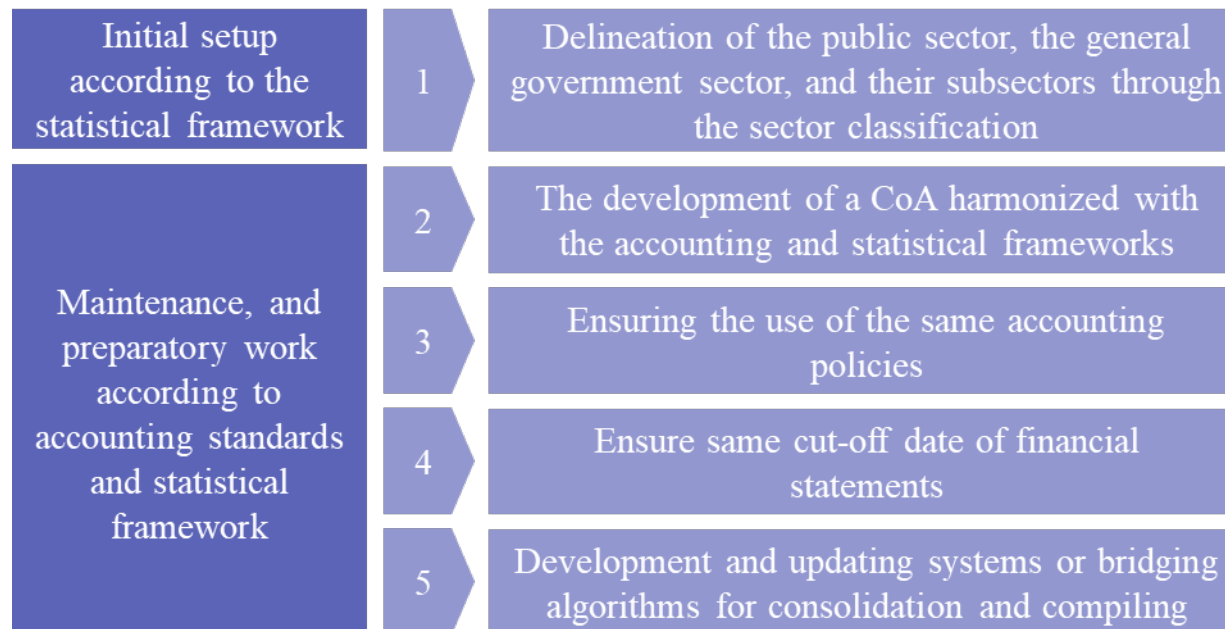 Initial setup
according to the
statistical framework
1
Delineation of the public sector, the general
government sector, and their subsectors through
the sector classification
Maintenance, and
preparatory work
according to
accounting standards
and statistical
framework
2
The development of a CoA harmonized with
the accounting and statistical frameworks
3
Ensuring the use of the same accounting
policies
4
Ensure same cut-off date of financial
statements
5
Development and updating systems or bridging
algorithms for consolidation and compiling